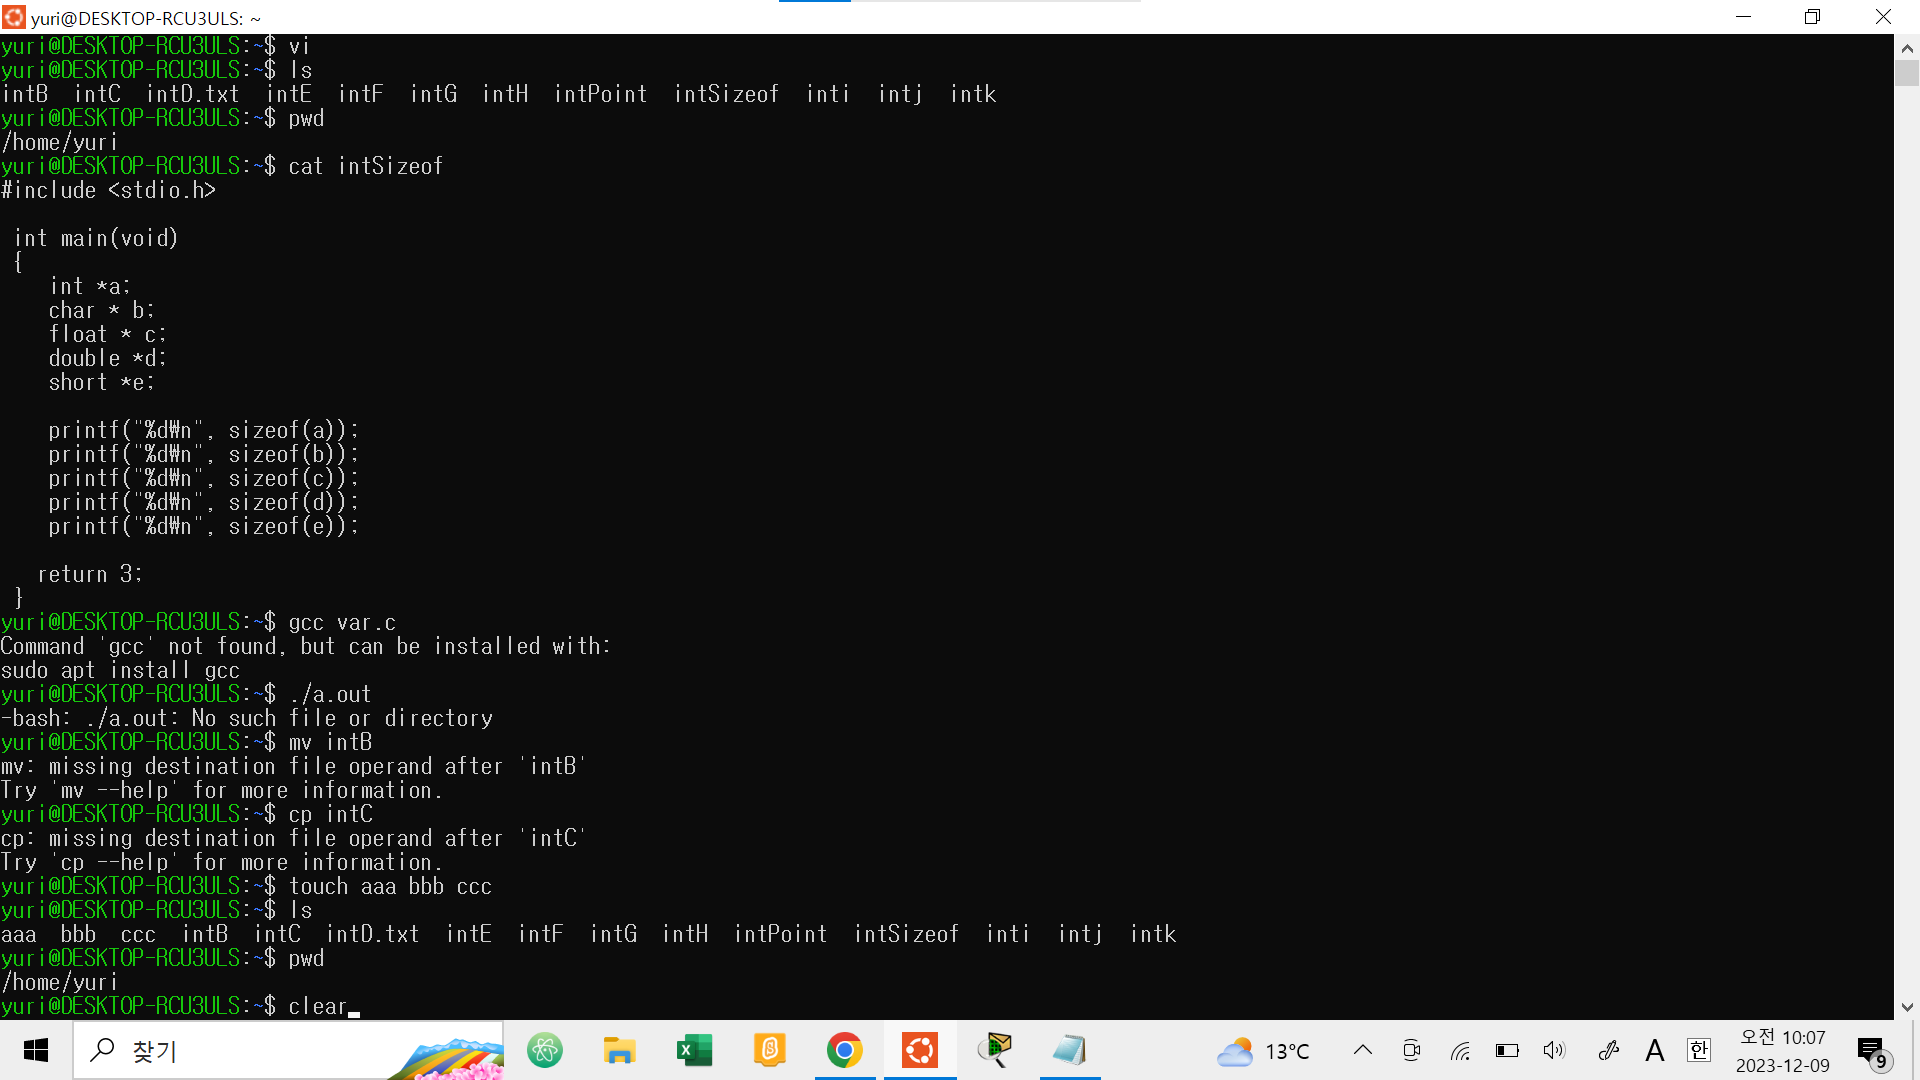 yuri@DESKTOP-RCU3ULS: ~
yuri@DESKTOP-RCU3ULS:~$ vi
yuri@DESKTOP-RCU3ULS:~$ ls
intB  intC  intD.txt  intE  intF  intG  intH  intPoint  intSizeof  inti  intj  intk
yuri@DESKTOP-RCU3ULS:~$ pwd
/home/yuri
yuri@DESKTOP-RCU3ULS:~$ cat intSizeof
#include <stdio.h>
int main(void)
{
int *a;
char * b;
float * c;
double *d;
short *e;
printf("%d₩n", sizeof(a));
printf("%d₩n", sizeof(b));
printf("%d₩n", sizeof(c));
printf("%d₩n", sizeof(d));
printf("%d₩n", sizeof(e));
return 3;
}
yuri@DESKTOP-RCU3ULS:~$ gcc var.c
Command 'gcc' not found, but can be installed with:
sudo apt install gcc
yuri@DESKTOP-RCU3ULS:~$ ./a.out
-bash: ./a.out: No such file or directory
yuri@DESKTOP-RCU3ULS:~$ mv intB
mv: missing destination file operand after 'intB'
Try 'mv --help' for more information.
yuri@DESKTOP-RCU3ULS:~$ cp intC
cp: missing destination file operand after 'intC'
Try 'cp --help' for more information.
yuri@DESKTOP-RCU3ULS:~$ touch aaa bbb ccc
yuri@DESKTOP-RCU3ULS:~$ ls
aaa  bbb  ccc  intB  intC  intD.txt  intE  intF  intG  intH  intPoint  intSizeof  inti  intj  intk
yuri@DESKTOP-RCU3ULS:~$ pwd
/home/yuri
yuri@DESKTOP-RCU3ULS:~$ clear
찾기
13°C
A
한
오전 10:07
2023-12-09
9